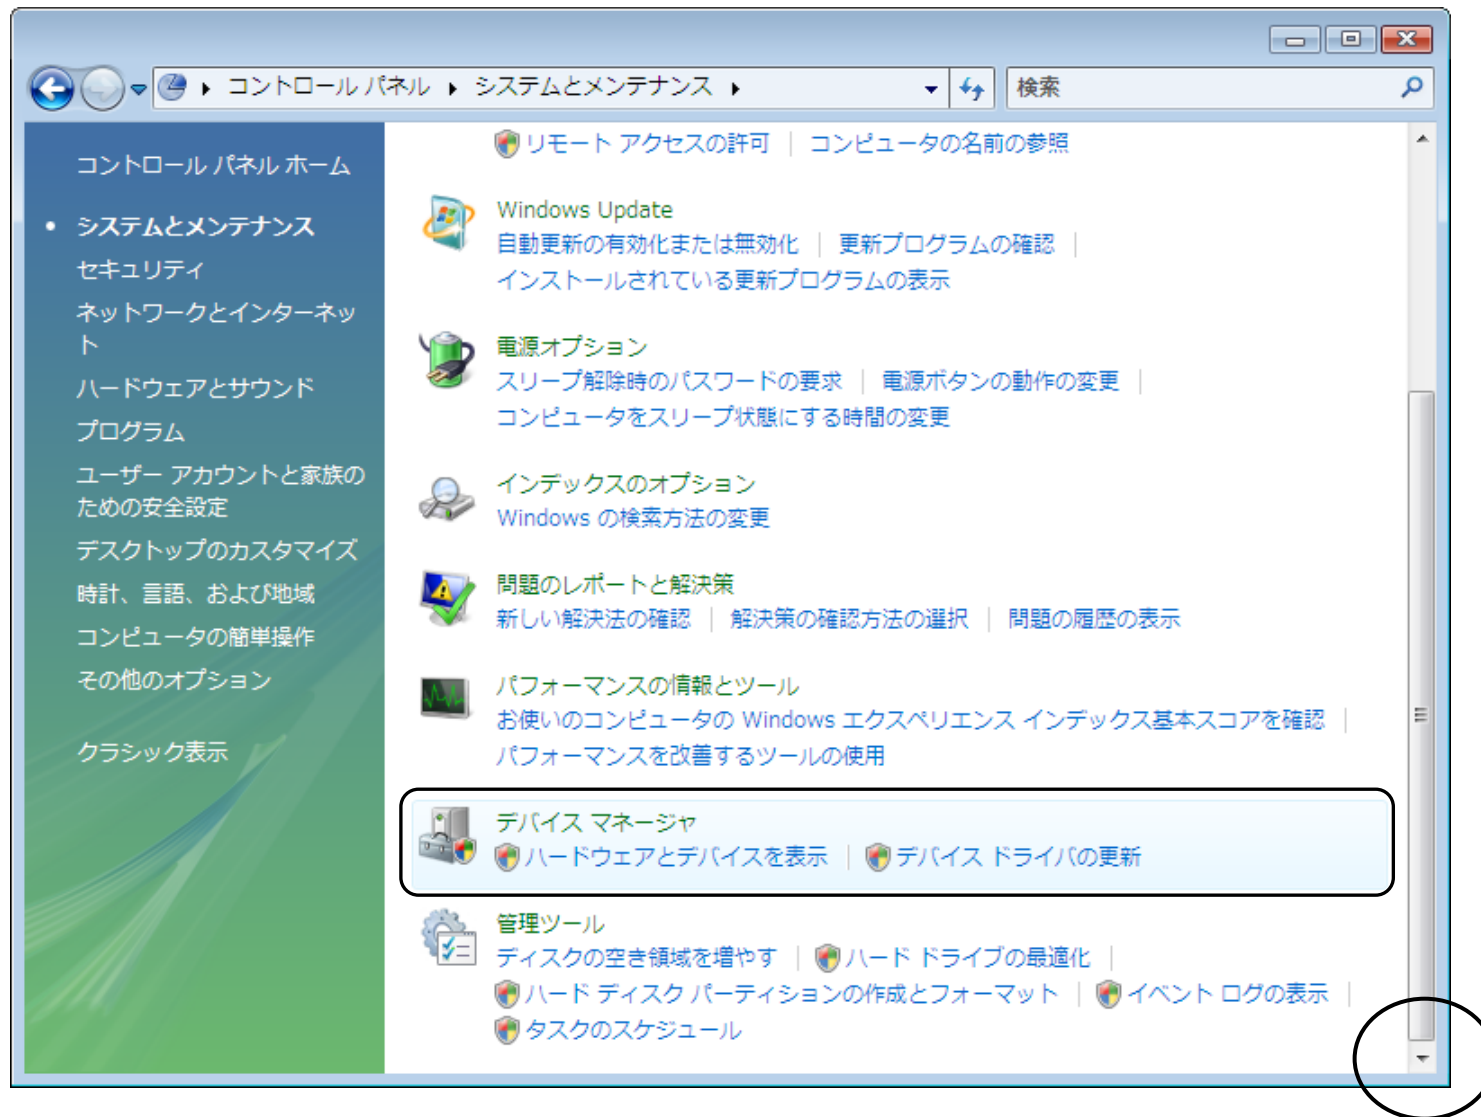 コントロール パネル ▸ システムとメンテナンス ▸
検索
コントロール パネル ホーム
• システムとメンテナンス
セキュリティ
ネットワークとインターネッ
ト
ハードウェアとサウンド
プログラム
ユーザー アカウントと家族の
ための安全設定
デスクトップのカスタマイズ
時計、言語、および地域
コンピュータの簡単操作
その他のオプション
クラシック表示
リモート アクセスの許可 | コンピュータの名前の参照
Windows Update
自動更新の有効化または無効化 | 更新プログラムの確認 |
インストールされている更新プログラムの表示
電源オプション
スリープ解除時のパスワードの要求 | 電源ボタンの動作の変更 |
コンピュータをスリープ状態にする時間の変更
インデックスのオプション
Windows の検索方法の変更
問題のレポートと解決策
新しい解決法の確認 | 解決策の確認方法の選択 | 問題の履歴の表示
パフォーマンスの情報とツール
お使いのコンピュータの Windows エクスペリエンス インデックス基本スコアを確認 |
パフォーマンスを改善するツールの使用
デバイス マネージャ
ハードウェアとデバイスを表示 | デバイス ドライバの更新
管理ツール
ディスクの空き領域を増やす | ハード ドライブの最適化 |
ハード ディスク パーティションの作成とフォーマット | イベント ログの表示 |
タスクのスケジュール